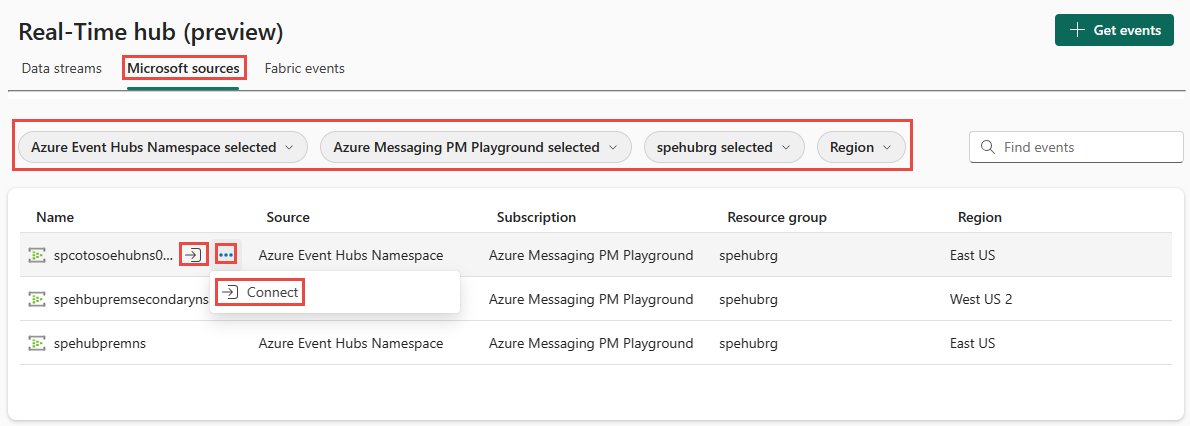 Real-Time hub (preview)
Get events
Data streams Microsoft sources Fabric events
Azure Event Hubs Namespace selected Azure Messaging PM Playground selected spehubrg selected Region Find events
Name Source Subscription Resource group Region
spcotosoehubns0... Azure Event Hubs Namespace Azure Messaging PM Playground spehubrg East US
Connect
spehbupremsecondaryns Azure Messaging PM Playground spehubrg West US 2
spehubpremns Azure Event Hubs Namespace Azure Messaging PM Playground spehubrg East US